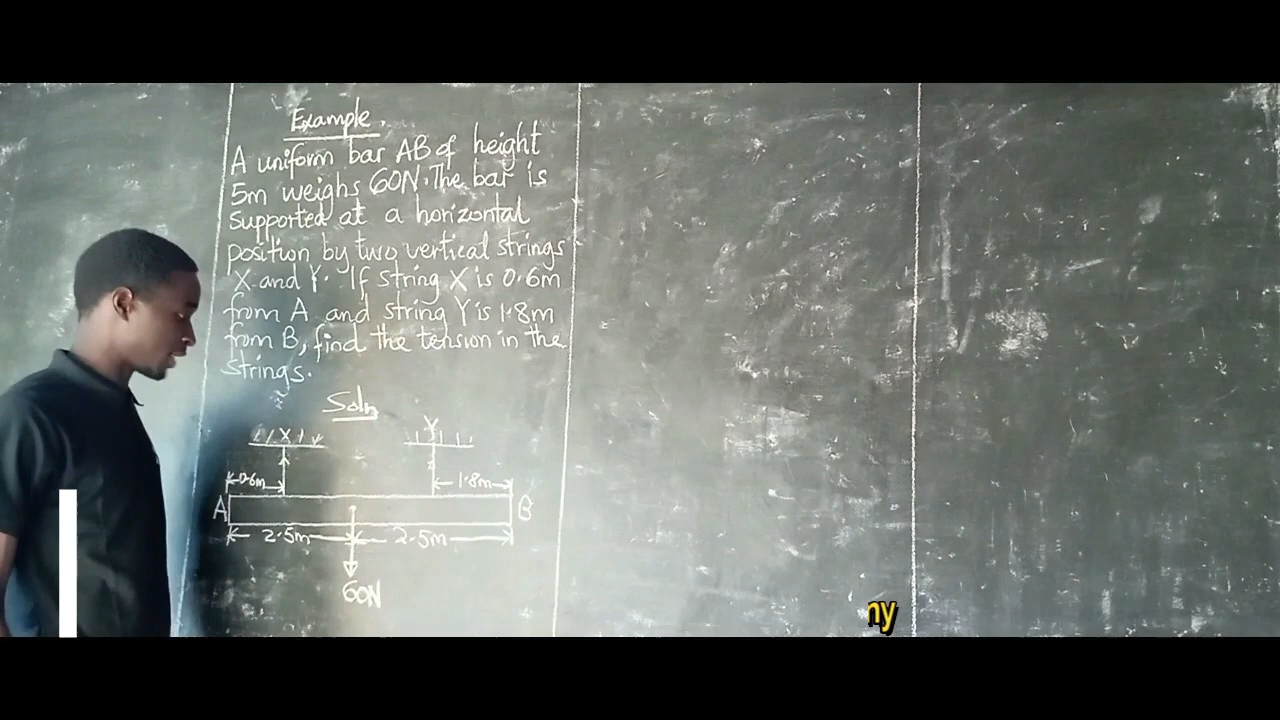 Example.
A uniform bar AB of height
5m weighs 60N. The bar is
supported at a horizontal
position by two vertical strings
X and Y. If string X is 0.6m
from A and string Y is 1.8m
from B, find the tension in the
strings.
Soln
X Y
0.6m 1.8m
A B
2.5m 2.5m
60N
ny